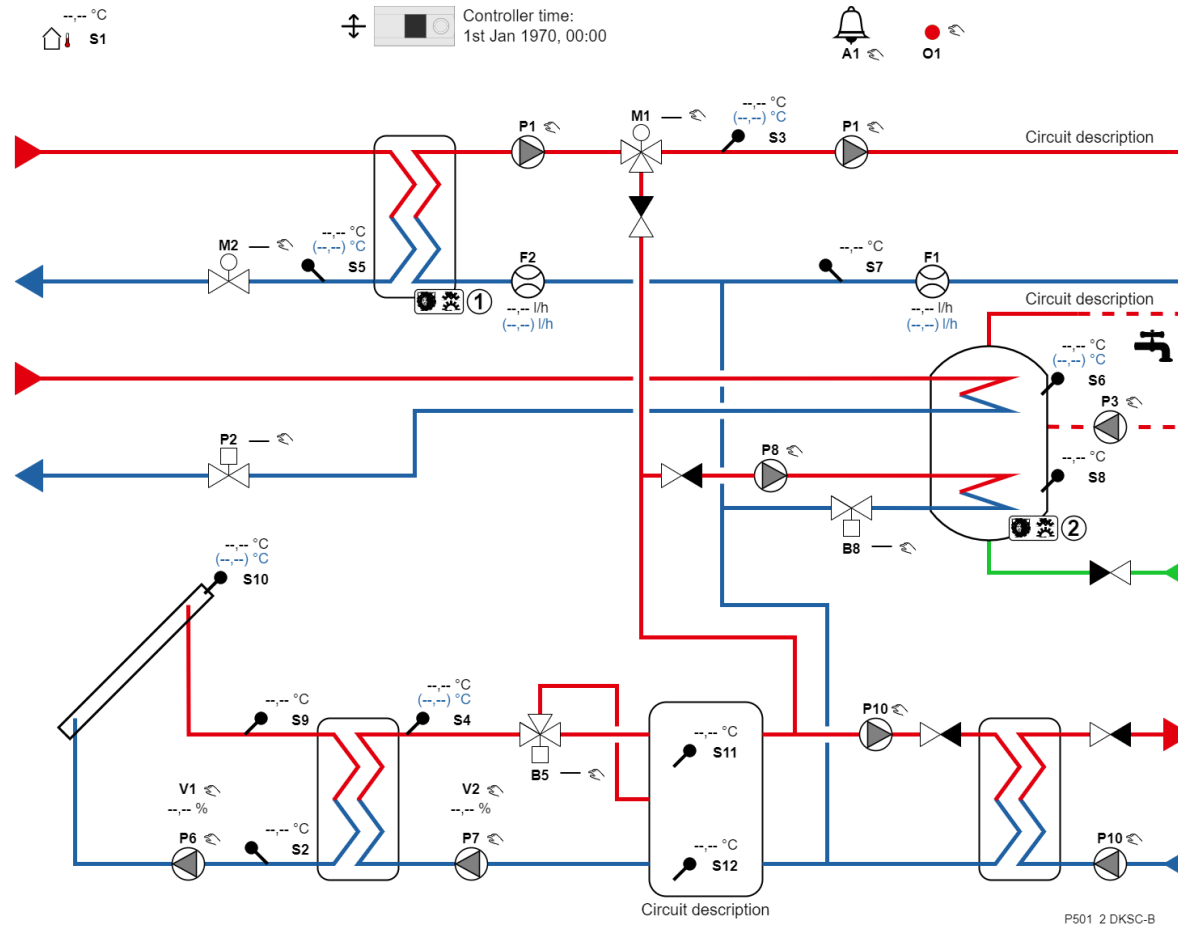 --,-- °C
S1
Controller time:
1st Jan 1970, 00:00
A1
O1
P1
M1
--,-- °C
(--,--) °C
S3
P1
Circuit description
M2
--,-- °C
(--,--) °C
S5
F2
--,-- l/h
(--,--) l/h
--,-- °C
S7
F1
--,-- l/h
(--,--) l/h
1
Circuit description
--,-- °C
(--,--) °C
S6
P3
P2
P8
--,-- °C
S8
B8
2
--,-- °C
(--,--) °C
S10
--,-- °C
S9
--,-- °C
(--,--) °C
S4
B5
--,-- °C
S11
P10
V1
--,-- %
P6
--,-- °C
S2
V2
--,-- %
P7
--,-- °C
S12
P10
Circuit description
P501 2 DKSC-B